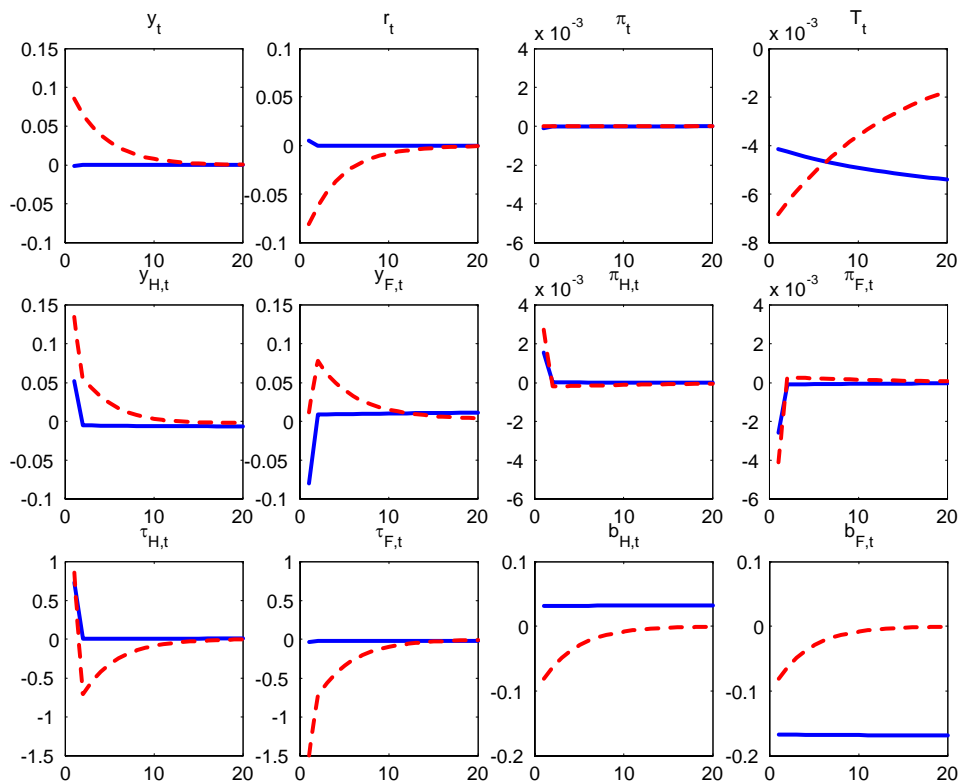 y_t r_t π_t T_t
x 10^-3 x 10^-3
0.15 0.1 4 0
0.1 0.05 2 -2
0.05 0 0 -4
0 -0.05 -2 -6
-0.05 -4
-0.1 -0.1 -6 -8
0 10 20 0 10 20 0 10 20 0 10 20
y_H,t y_F,t π_H,t π_F,t
x 10^-3 x 10^-3
0.15 0.15 4 4
0.1 0.1 2 2
0.05 0.05 0 0
0 0 -2 -2
-0.05 -0.05 -4 -4
-0.1 -0.1 -6 -6
0 10 20 0 10 20 0 10 20 0 10 20
τ_H,t τ_F,t b_H,t b_F,t
1 1 0.1 0.1
0.5 0.5
0 0 0 0
-0.5 -0.5
-1 -1 -0.1 -0.1
-1.5 -1.5 -0.2 -0.2
0 10 20 0 10 20 0 10 20 0 10 20